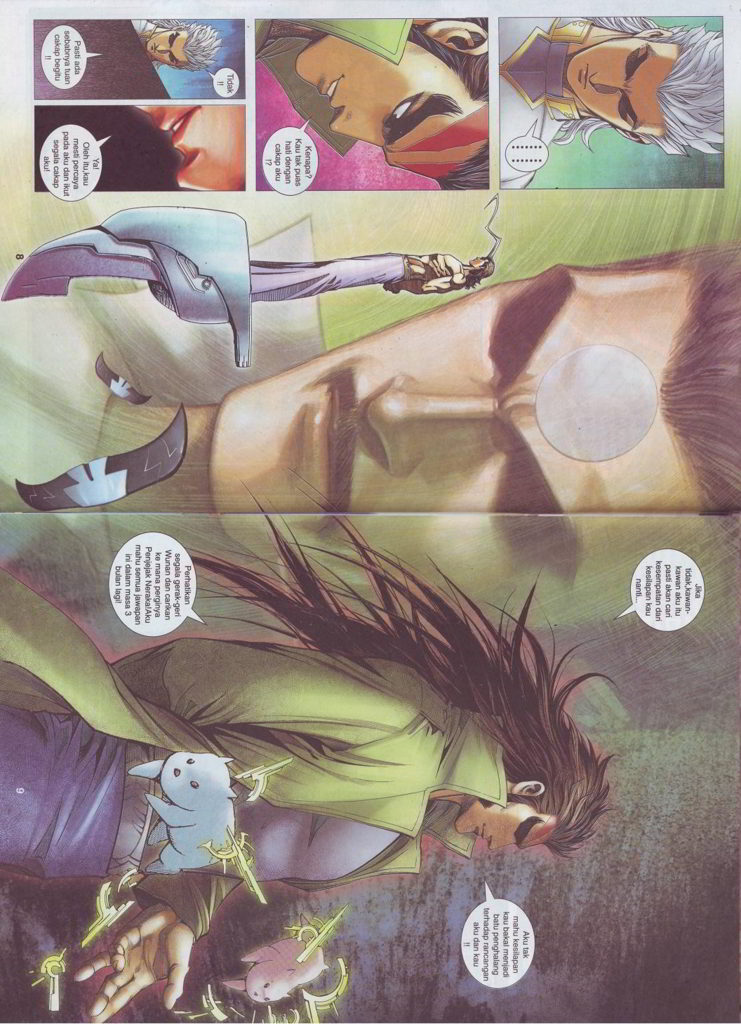 ........
Kenapa?
Kau tak puas
hati dengan
cakap aku
!?
Tidak
!!
Pasti ada
sebabnya tuan
cakap begitu
!!
Ya!
Oleh itu,kau
mesti percaya
pada aku dan ikut
segala cakap
aku!
8
Jika
tidak,kawan-
kawan aku itu
pasti akan cari
kesempatan dari
kesilapan kau
nanti...
Aku tak
mahu kesilapan
kau bakal menjadi
batu penghalang
terhadap rancangan
aku dan kau
!!
Perhatikan
segala gerak-geri
Wunan dan carikan
ke mana perginya
Penjejak Neraka!Aku
mahu semua jawapan
ini dalam masa 3
bulan lagi!
9